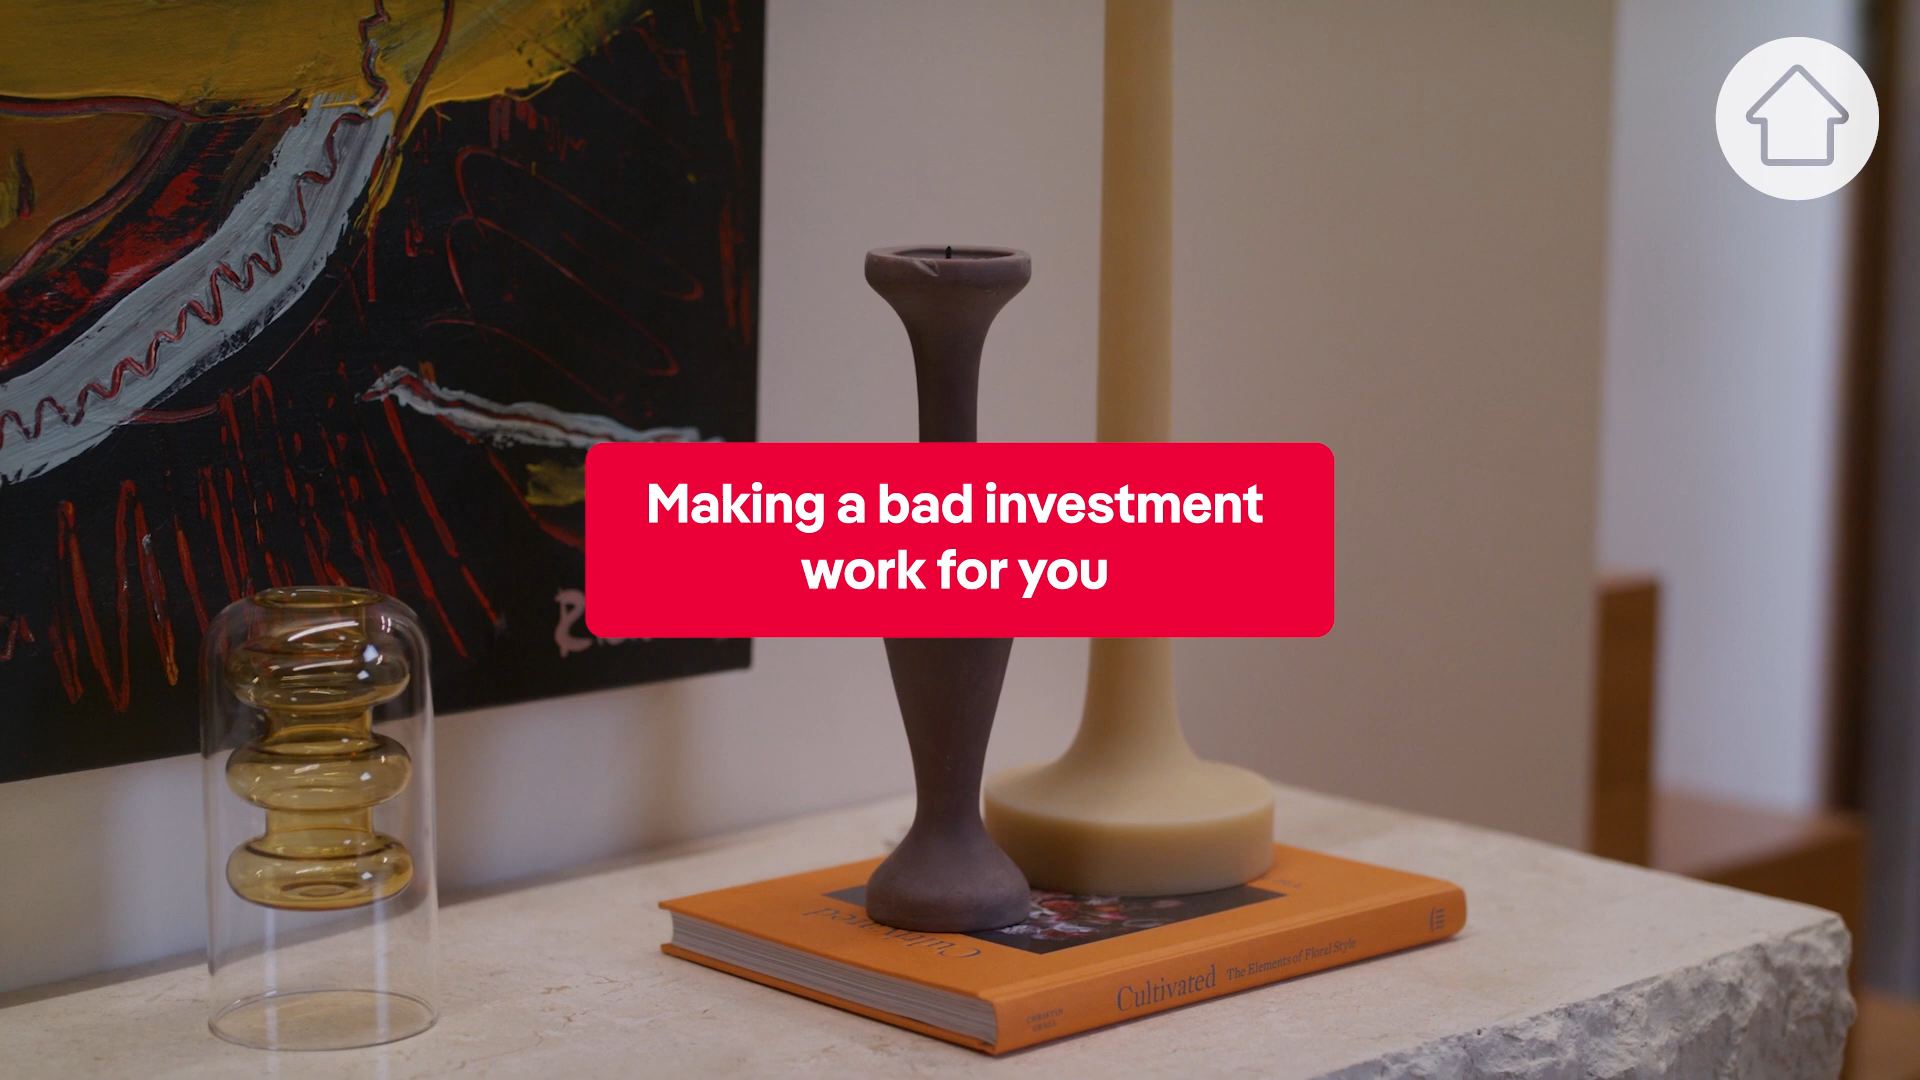 Making a bad investment
work for you
Cultivated
Cultivated The Elements of Floral Style